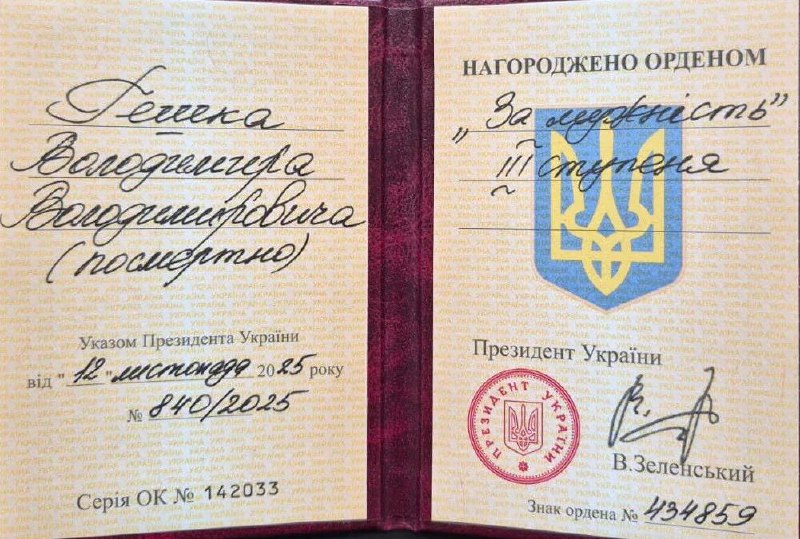 Гешка
Володимира
Володимировича
(посмертно)
Указом Президента України
від "12" листопада 2025 року
№ 840/2025
Серія ОК № 142033
НАГОРОДЖЕНО ОРДЕНОМ
„За мужність”
III ступеня
Президент України
ПРЕЗИДЕНТ УКРАЇНИ
В.Зеленський
Знак ордена № 434859